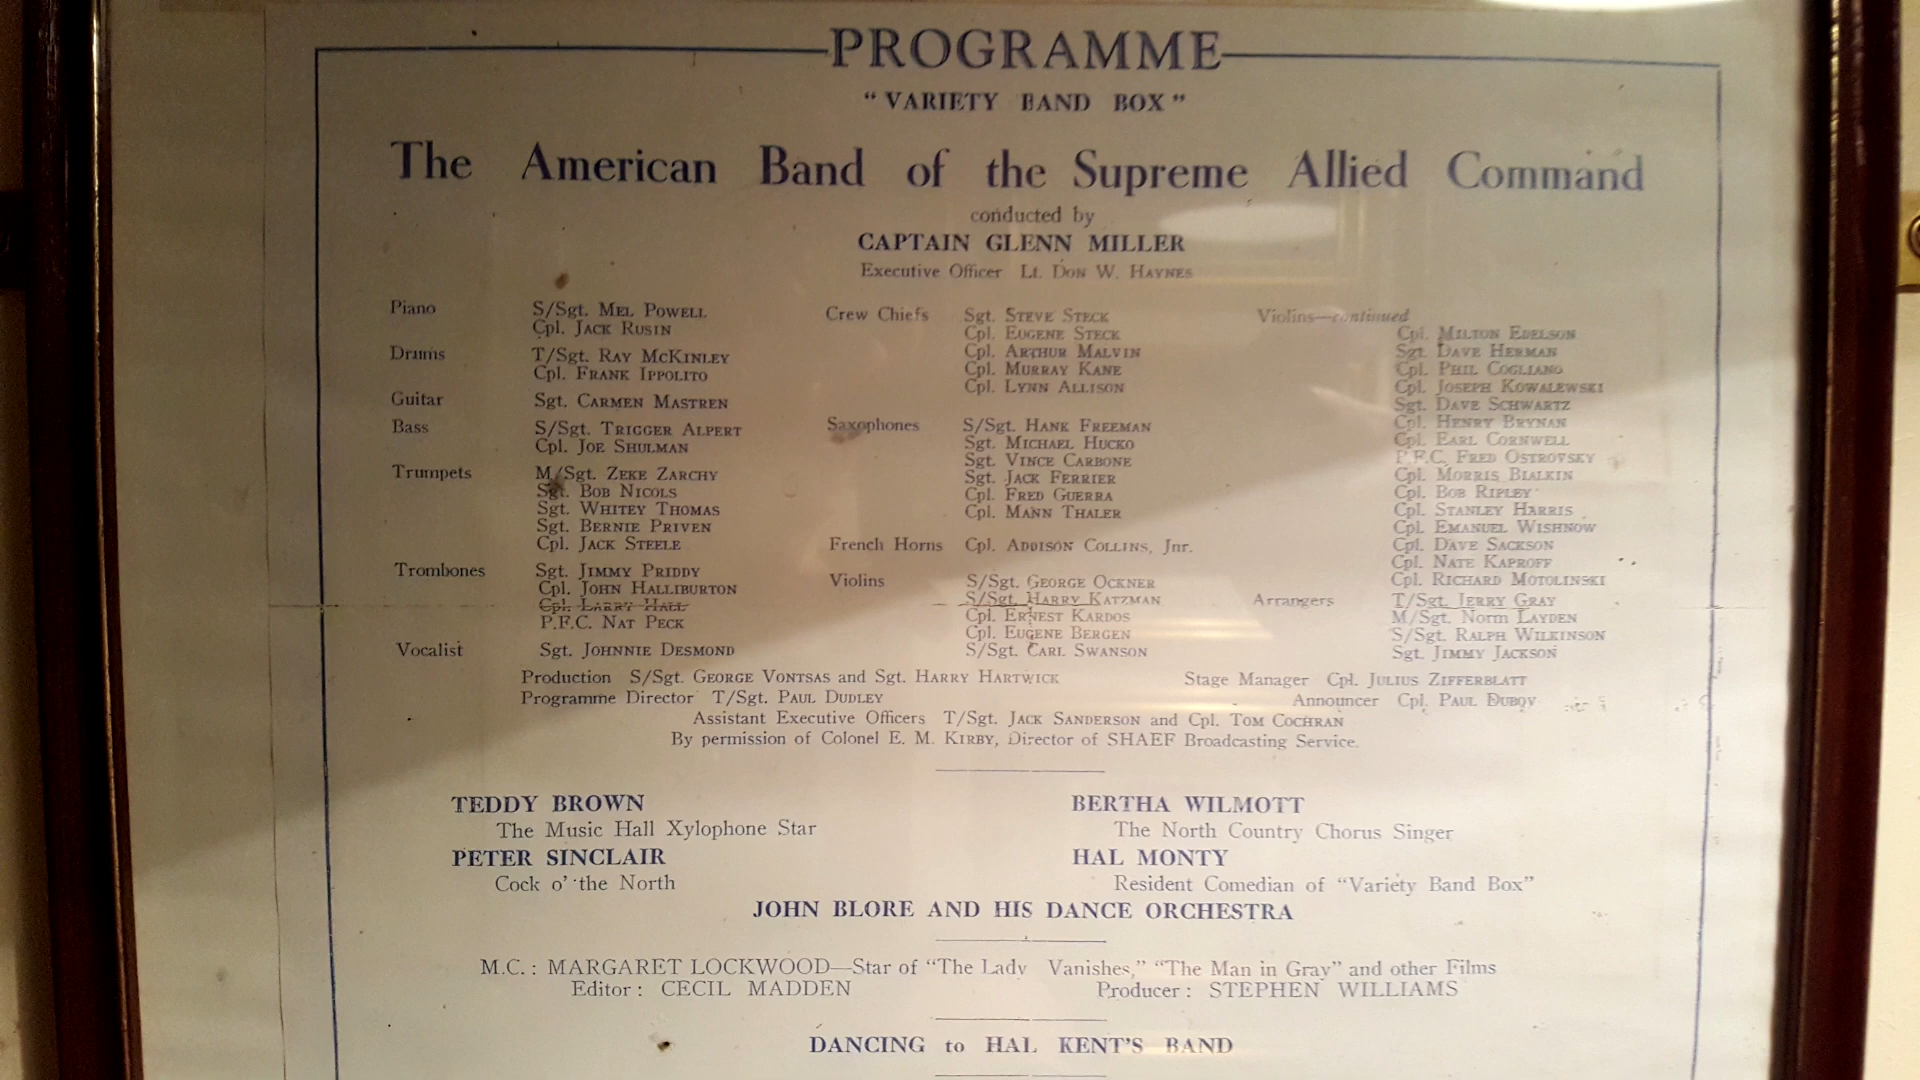 PROGRAMME
"VARIETY BAND BOX"
The American Band of the Supreme Allied Command
conducted by
CAPTAIN GLENN MILLER
Executive Officer Lt. DON W. HAYNES
Piano S/Sgt. MEL POWELL
Cpl. JACK RUSIN
Drums T/Sgt. RAY MCKINLEY
Cpl. FRANK IPPOLITO
Guitar Sgt. CARMEN MASTREN
Bass S/Sgt. TRIGGER ALPERT
Cpl. JOE SHULMAN
Trumpets M/Sgt. ZEKE ZARCHY
Sgt. BOB NICOLS
Sgt. WHITEY THOMAS
Sgt. BERNIE PRIVEN
Cpl. JACK STEELE
Trombones Sgt. JIMMY PRIDDY
Cpl. JOHN HALLIBURTON
Cpl. LARRY HALL
P.F.C. NAT PECK
Vocalist Sgt. JOHNNIE DESMOND
Crew Chiefs Sgt. STEVE STECK
Cpl. EUGENE STECK
Cpl. ARTHUR MALVIN
Cpl. MURRAY KANE
Cpl. LYNN ALLISON
Saxophones S/Sgt. HANK FREEMAN
Sgt. MICHAEL HUCKO
Sgt. VINCE CARBONE
Sgt. JACK FERRIER
Cpl. FRED GUERRA
Cpl. MANN THALER
French Horns Cpl. ADDISON COLLINS, Jnr.
Violins S/Sgt. GEORGE OCKNER
S/Sgt. HARRY KATZMAN
Cpl. ERNEST KARDOS
Cpl. EUGENE BERGEN
S/Sgt. CARL SWANSON
Violins—continued
Cpl. MILTON EDELSON
Sgt. DAVE HERMAN
Cpl. PHIL COGLIANO
Cpl. JOSEPH KOWALEWSKI
Sgt. DAVE SCHWARTZ
Cpl. HENRY BRYNAN
Cpl. EARL CORNWELL
P.F.C. FRED OSTROVSKY
Cpl. MORRIS BIALKIN
Cpl. BOB RIPLEY
Cpl. STANLEY HARRIS
Cpl. EMANUEL WISHNOW
Cpl. DAVE SACKSON
Cpl. NATE KAPROFF
Cpl. RICHARD MOTOLINSKI
Arrangers T/Sgt. JERRY GRAY
M/Sgt. Norm LAYDEN
S/Sgt. RALPH WILKINSON
Sgt. JIMMY JACKSON
Production S/Sgt. GEORGE VONTSAS and Sgt. HARRY HARTWICK Stage Manager Cpl. JULIUS ZIFFERBLATT
Programme Director T/Sgt. PAUL DUDLEY Announcer Cpl. PAUL DUBOV
Assistant Executive Officers T/Sgt. JACK SANDERSON and Cpl. TOM COCHRAN
By permission of Colonel E. M. KIRBY, Director of SHAEF Broadcasting Service.
TEDDY BROWN
The Music Hall Xylophone Star
PETER SINCLAIR
Cock o' the North
BERTHA WILMOTT
The North Country Chorus Singer
HAL MONTY
Resident Comedian of "Variety Band Box"
JOHN BLORE AND HIS DANCE ORCHESTRA
M.C. : MARGARET LOCKWOOD—Star of "The Lady Vanishes," "The Man in Gray" and other Films
Editor : CECIL MADDEN Producer : STEPHEN WILLIAMS
DANCING to HAL KENT'S BAND